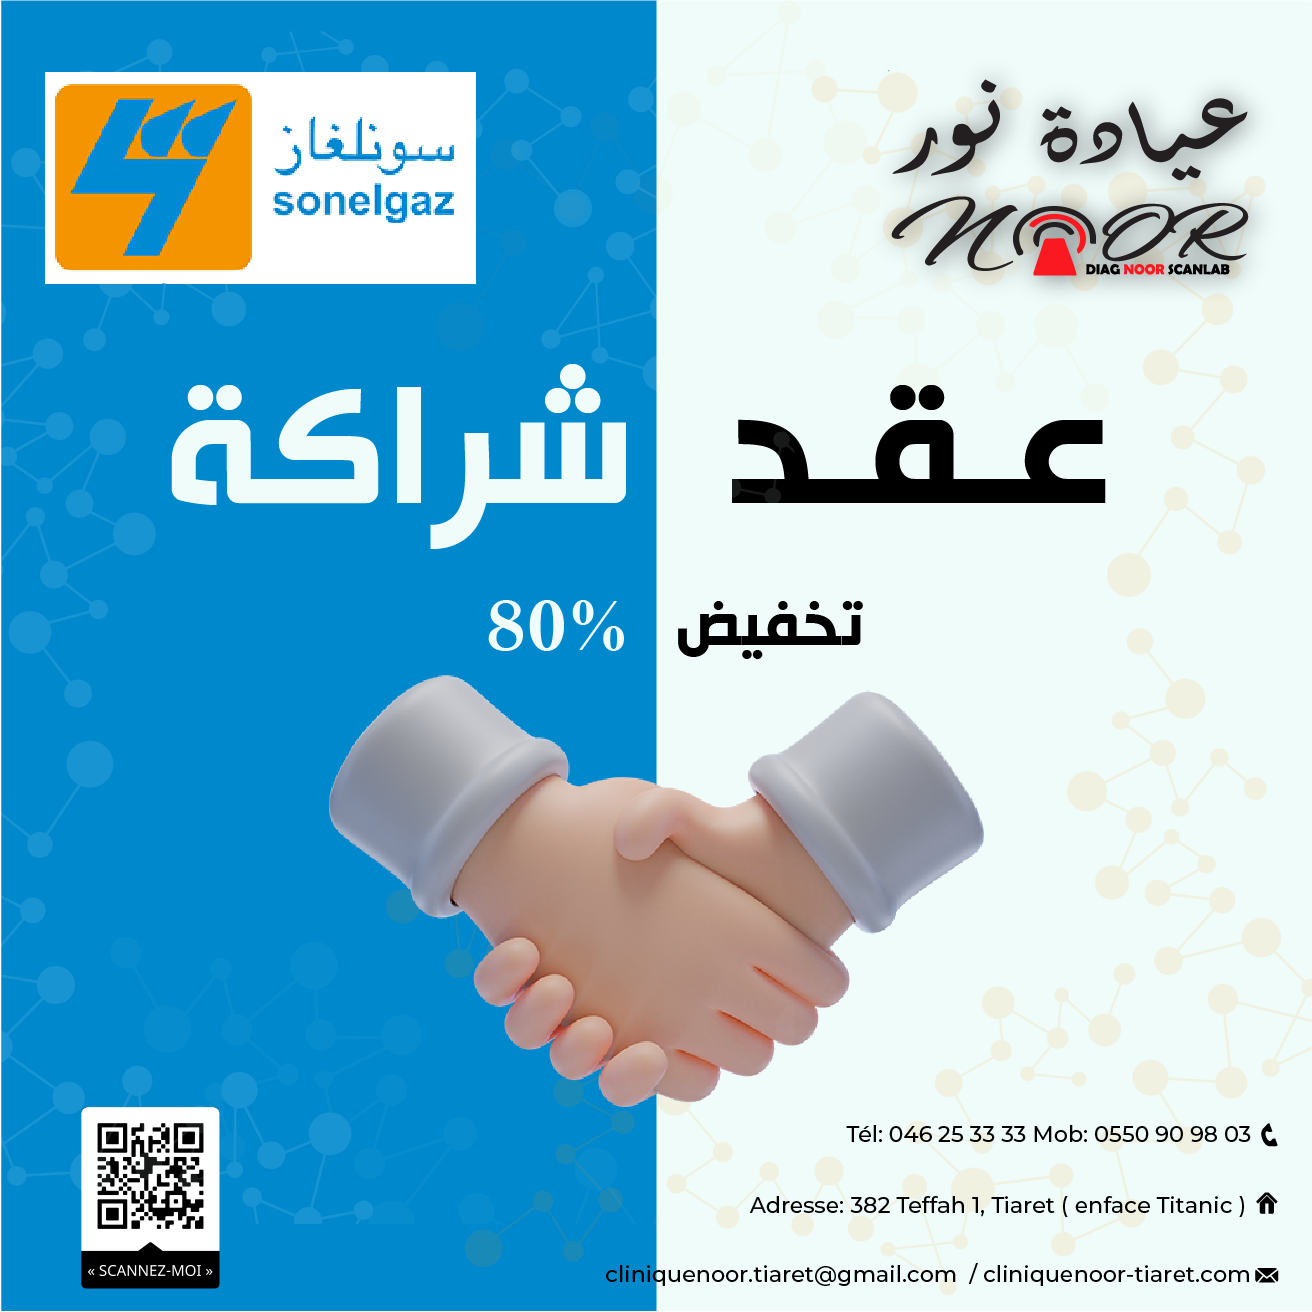 سونلغاز
sonelgaz
عيادة نور
NOOR
DIAG NOOR SCANLAB
عقد شراكة
تخفيض 80%
Tél: 046 25 33 33 Mob: 0550 90 98 03
Adresse: 382 Teffah 1, Tiaret ( enface Titanic )
cliniquenoor.tiaret@gmail.com / cliniquenoor-tiaret.com
« SCANNEZ-MOI »